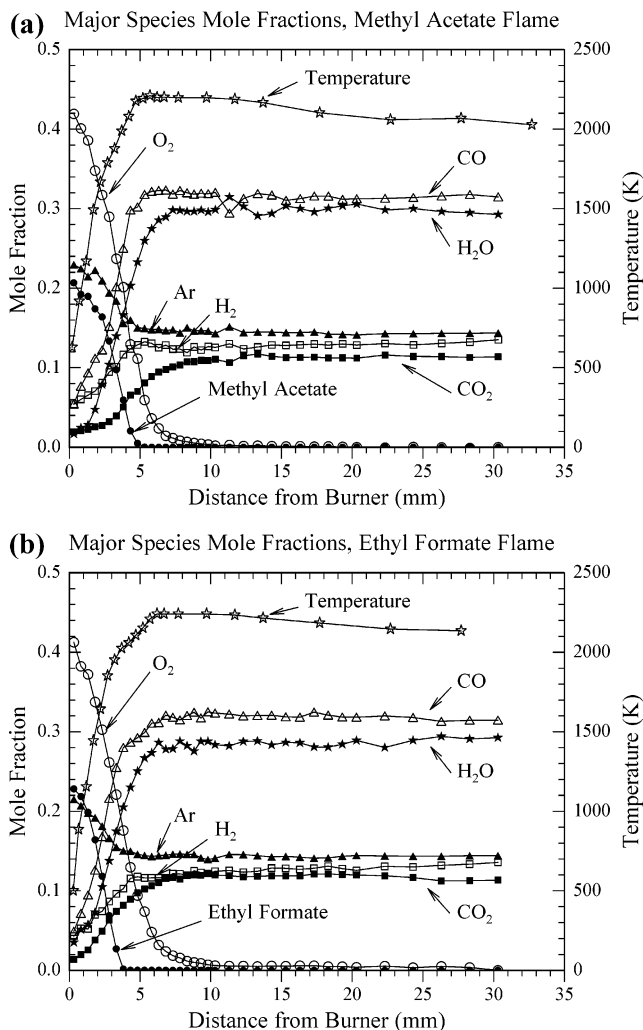 (a) Major Species Mole Fractions, Methyl Acetate Flame
0.5 2500
Temperature
0.4 2000
O2
CO
0.3 1500
H2O
Mole Fraction
Temperature (K)
0.2 1000
Ar H2
0.1 500
Methyl Acetate CO2
0.0 0
0 5 10 15 20 25 30 35
Distance from Burner (mm)
(b) Major Species Mole Fractions, Ethyl Formate Flame
0.5 2500
Temperature
0.4 2000
O2
CO
0.3 1500
H2O
Mole Fraction
Temperature (K)
0.2 1000
Ar H2
0.1 500
Ethyl Formate CO2
0.0 0
0 5 10 15 20 25 30 35
Distance from Burner (mm)